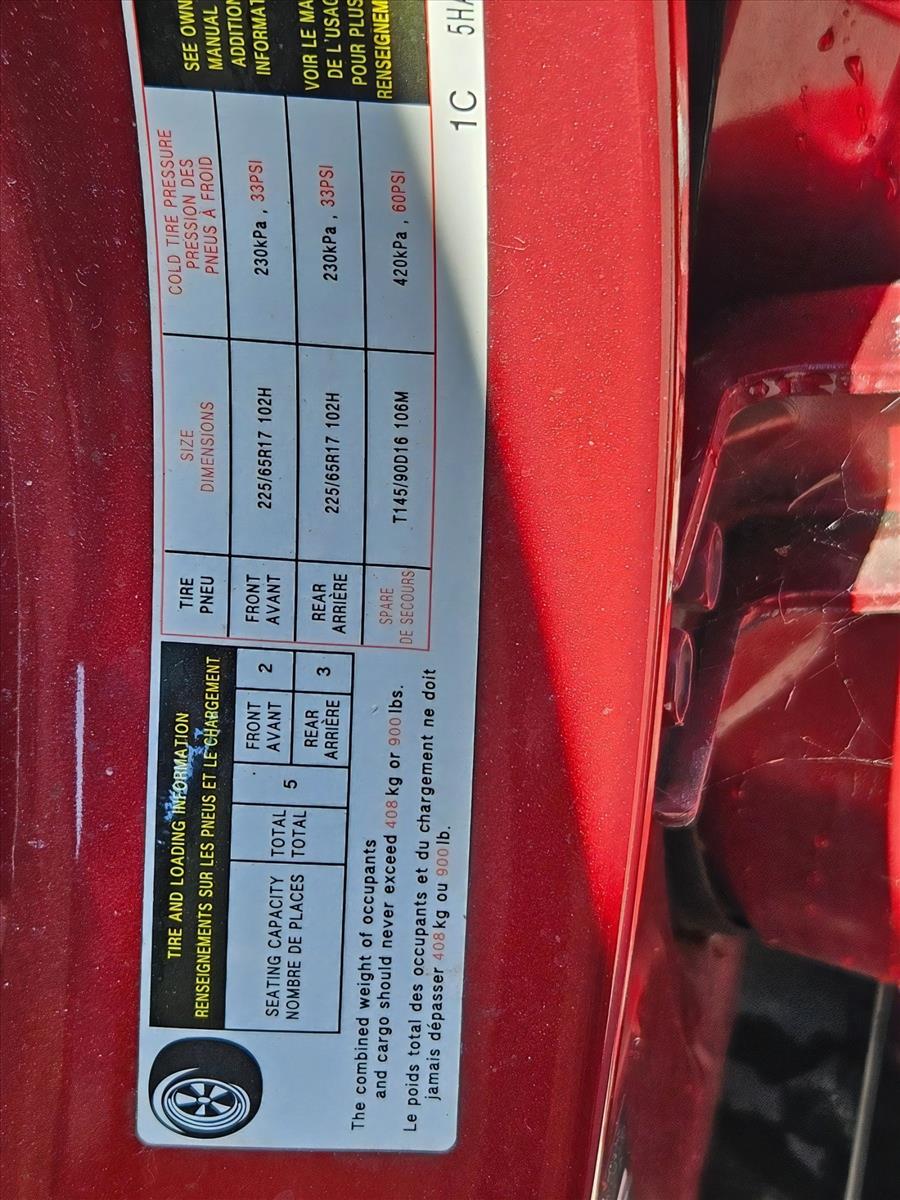 TIRE AND LOADING INFORMATION
RENSEIGNEMENTS SUR LES PNEUS ET LE CHARGEMENT
SEATING CAPACITY
NOMBRE DE PLACES
TOTAL
TOTAL
5
FRONT
AVANT
2
REAR
ARRIÈRE
3
The combined weight of occupants
and cargo should never exceed 408 kg or 900 lbs.
Le poids total des occupants et du chargement ne doit
jamais dépasser 408 kg ou 900 lb.
TIRE
PNEU
SIZE
DIMENSIONS
COLD TIRE PRESSURE
PRESSION DES
PNEUS À FROID
FRONT
AVANT
225/65R17 102H
230kPa , 33PSI
REAR
ARRIÈRE
225/65R17 102H
230kPa , 33PSI
SPARE
DE SECOURS
T145/90D16 106M
420kPa , 60PSI
SEE OWN
MANUAL
ADDITION
INFORMAT
VOIR LE MA
DE L'USAG
POUR PLUS
RENSEIGNEM
1C 5HA